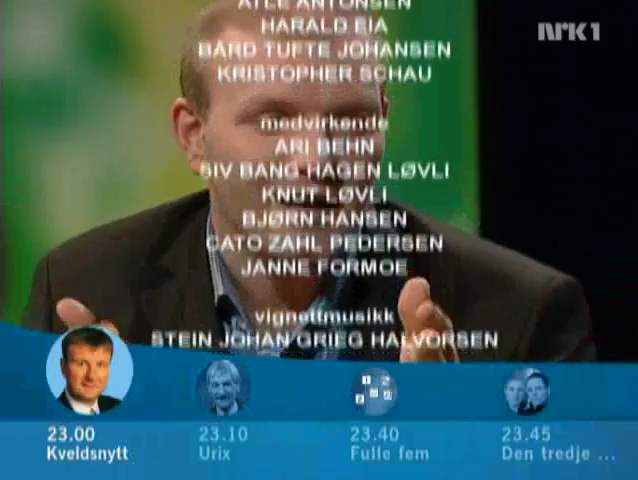 ATLE ANTONSEN
HARALD EIA
BÅRD TUFTE JOHANSEN
KRISTOPHER SCHAU
medvirkende
ARI BEHN
SIV BANG HAGEN LØVLI
KNUT LØVLI
BJØRN HANSEN
CATO ZAHL PEDERSEN
JANNE FORMOE
vignettmusikk
STEIN JOHAN GRIEG HALVORSEN
NRK1
23.00
Kveldsnytt
23.10
Urix
23.40
Fulle fem
23.45
Den tredje ...